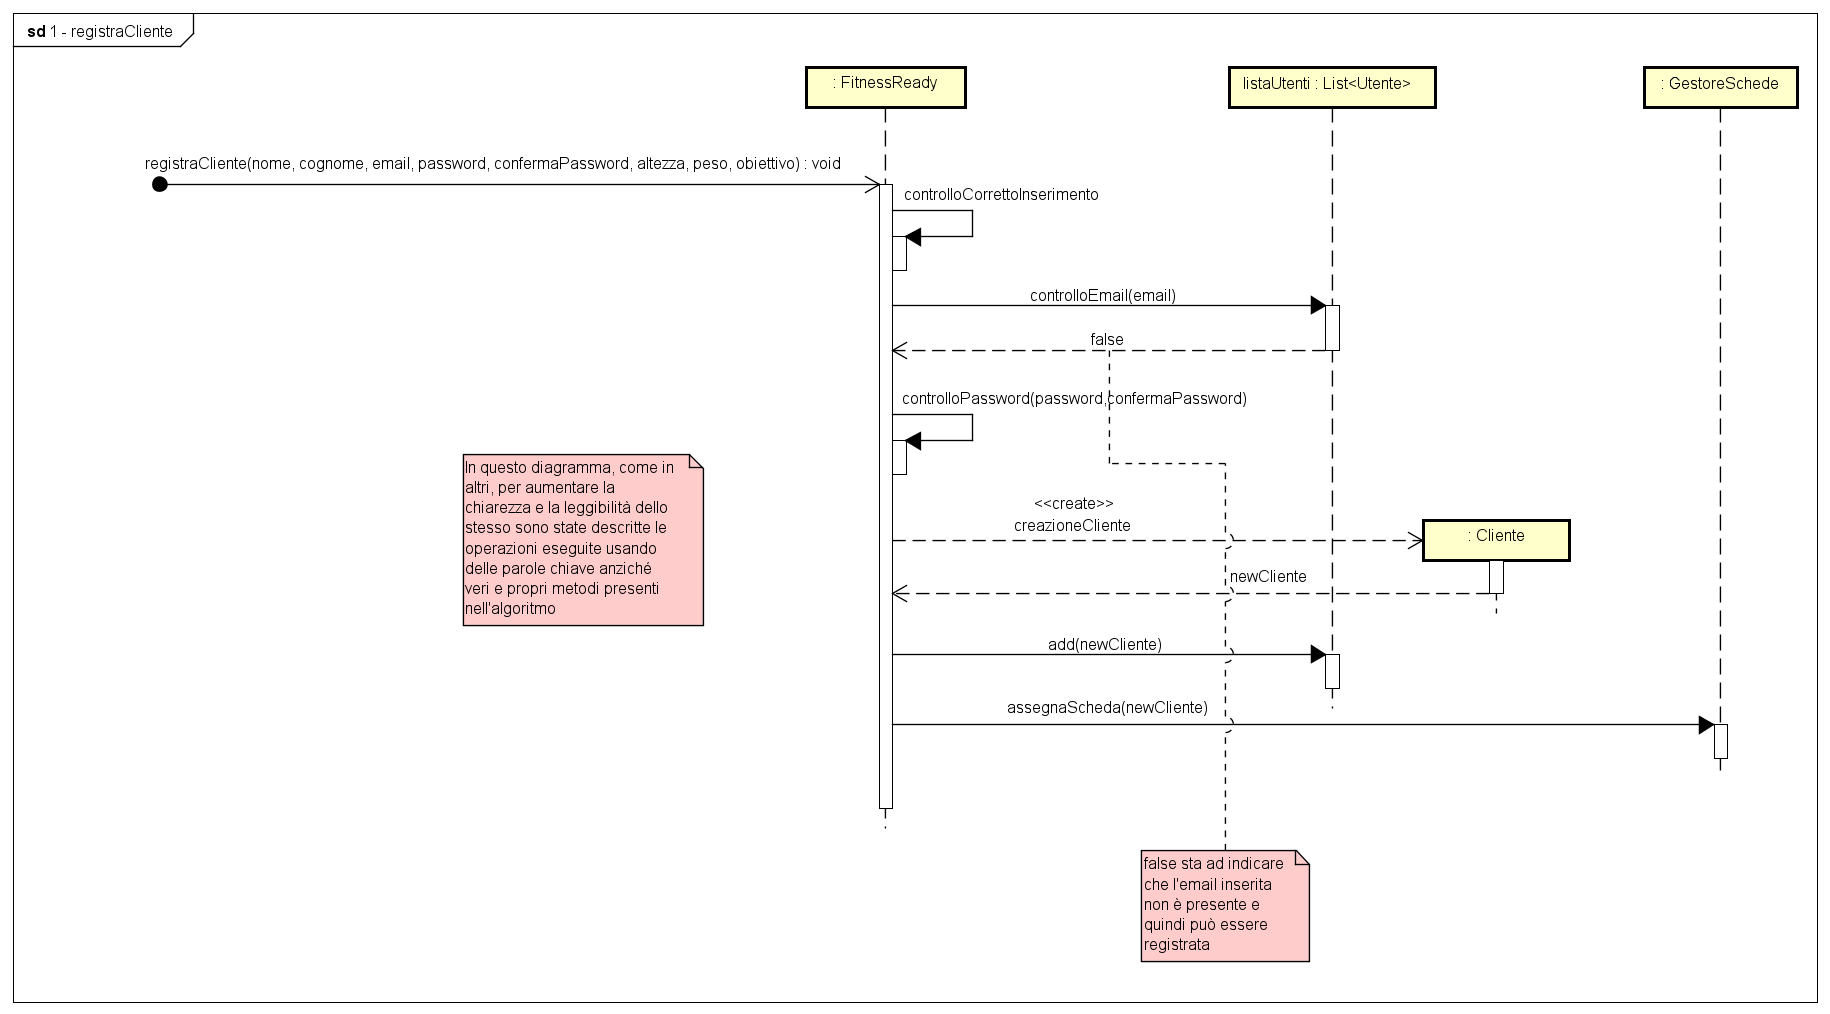 sd 1 - registraCliente
: FitnessReady
listaUtenti : List<Utente>
: GestoreSchede
registraCliente(nome, cognome, email, password, confermaPassword, altezza, peso, obiettivo) : void
controlloCorrettoInserimento
controlloEmail(email)
false
controlloPassword(password,confermaPassword)
In questo diagramma, come in
altri, per aumentare la
chiarezza e la leggibilità dello
stesso sono state descritte le
operazioni eseguite usando
delle parole chiave anziché
veri e propri metodi presenti
nell'algoritmo
<<create>>
creazioneCliente
: Cliente
newCliente
add(newCliente)
assegnaScheda(newCliente)
false sta ad indicare
che l'email inserita
non è presente e
quindi può essere
registrata